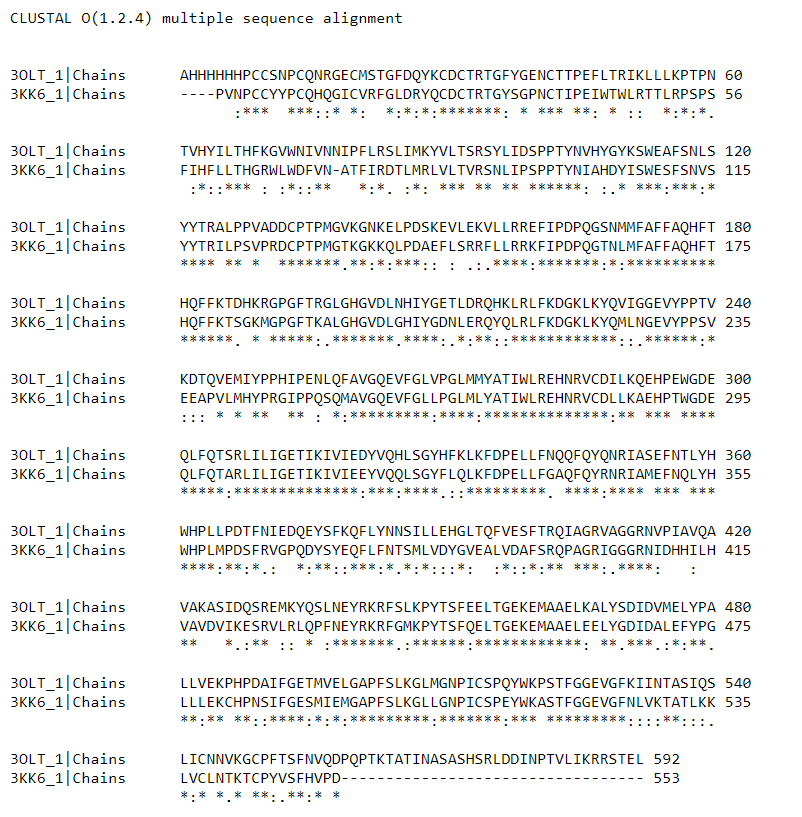 CLUSTAL O(1.2.4) multiple sequence alignment
3OLT_1|Chains      AHHHHHHPCCSNPCQNRGECMSTGFDQYKCDCTRTGFYGENCTTPEFLTRIKLLLKPTPN 60
3KK6_1|Chains      ----PVNPCCYYPCQHQGICVRFGLDRYQCDCTRTGYSGPNCTIPEIWTWLRTTLRPSPS 56
                         :***  ***::* *:  *:*:*:*******: * *** **: * ::  *:*:*.
3OLT_1|Chains      TVHYILTHFKGVWNIVNNIPFLRSLIMKYVLTSRSYLIDSPPTYNVHYGYKSWEAFSNLS 120
3KK6_1|Chains      FIHFLLTHGRWLWDFVN-ATFIRDTLMRLVLTVRSNLIPSPPTYNIAHDYISWESFSNVS 115
                    :*::*** : :*::**   *:*. :*: *** ** ** ******: :.* ***:***:*
3OLT_1|Chains      YYTRALPPVADDCPTPMGVKGNKELPDSKEVLEKVLLRREFIPDPQGSNMMFAFFAQHFT 180
3KK6_1|Chains      YYTRILPSVPRDCPTPMGTKGKKQLPDAEFLSRRFLLRRKFIPDPQGTNLMFAFFAQHFT 175
                   **** ** *  *******.**:*:***:: : .:.****:*******:*:**********
3OLT_1|Chains      HQFFKTDHKRGPGFTRGLGHGVDLNHIYGETLDRQHKLRLFKDGKLKYQVIGGEVYPPTV 240
3KK6_1|Chains      HQFFKTSGKMGPGFTKALGHGVDLGHIYGDNLERQYQLRLFKDGKLKYQMLNGEVYPPSV 235
                   ******. * *****:.*******.****:.*:**::************::.******:*
3OLT_1|Chains      KDTQVEMIYPPHIPENLQFAVGQEVFGLVPGLMMYATIWLREHNRVCDILKQEHPEWGDE 300
3KK6_1|Chains      EEAPVLMHYPRGIPPQSQMAVGQEVFGLLPGLMLYATIWLREHNRVCDLLKAEHPTWGDE 295
                   ::: * * **  ** : *:*********:****:**************:** *** ****
3OLT_1|Chains      QLFQTSRLILIGETIKIVIEDYVQHLSGYHFKLKFDPELLFNQQFQYQNRIASEFNTLYH 360
3KK6_1|Chains      QLFQTARLILIGETIKIVIEEYVQQLSGYFLQLKFDPELLFGAQFQYRNRIAMEFNQLYH 355
                   *****:**************:***:****.::*********. ****:**** *** ***
3OLT_1|Chains      WHPLLPDTFNIEDQEYSFKQFLYNNSILLEHGLTQFVESFTRQIAGRVAGGRNVPIAVQA 420
3KK6_1|Chains      WHPLMPDSFRVGPQDYSYEQFLFNTSMLVDYGVEALVDAFSRQPAGRIGGGRNIDHHILH 415
                   ****:**:*.:  *:**::***:*.*:*:::*:  :*::*:** ***:.****:   :
3OLT_1|Chains      VAKASIDQSREMKYQSLNEYRKRFSLKPYTSFEELTGEKEMAAELKALYSDIDVMELYPA 480
3KK6_1|Chains      VAVDVIKESRVLRLQPFNEYRKRFGMKPYTSFQELTGEKEMAAELEELYGDIDALEFYPG 475
                   **   *.:** :: * :*******.:******:************: **.***.:*:**.
3OLT_1|Chains      LLVEKPHPDAIFGETMVELGAPFSLKGLMGNPICSPQYWKPSTFGGEVGFKIINTASIQS 540
3KK6_1|Chains      LLLEKCHPNSIFGESMIEMGAPFSLKGLLGNPICSPEYWKASTFGGEVGFNLVKTATLKK 535
                   **:** **::****:*:*:*********:*******:*** *********::::**:::.
3OLT_1|Chains      LICNNVKGCPFTSFNVQDPQPTKTATINASASHSRLDDINPTVLIKRRSTEL 592
3KK6_1|Chains      LVCLNTKTCPYVSFHVPD---------------------------------- 553
                   *:* *.* **:.**:* *